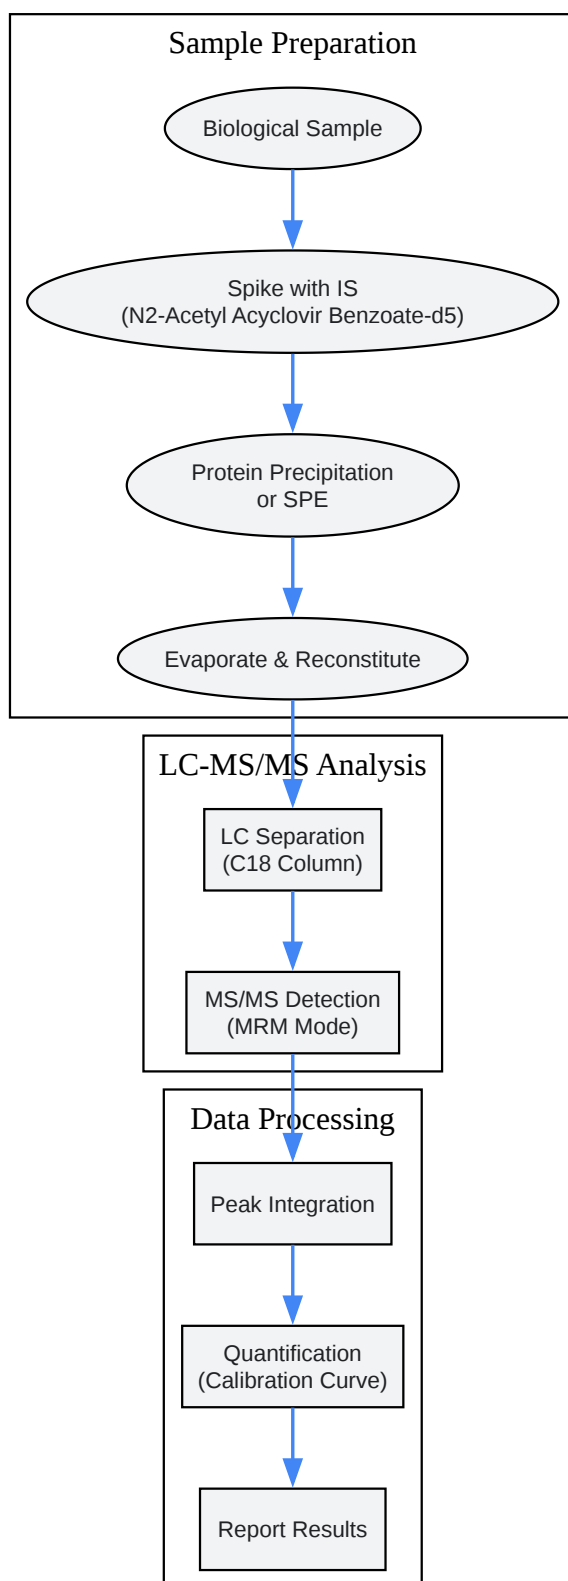 Sample Preparation
Biological Sample
Spike with IS
(N2-Acetyl Acyclovir Benzoate-d5)
Protein Precipitation
or SPE
Evaporate & Reconstitute
LC-MS/MS Analysis
LC Separation
(C18 Column)
MS/MS Detection
(MRM Mode)
Data Processing
Peak Integration
Quantification
(Calibration Curve)
Report Results